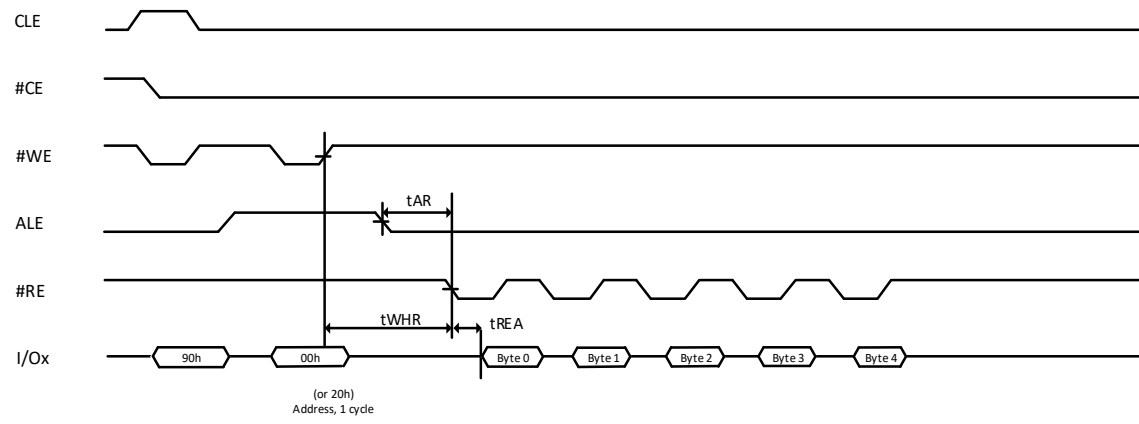 CLE
#CE
#WE
ALE
tAR
#RE
tWHR
tREA
I/Ox
90h
00h
Byte 0
Byte 1
Byte 2
Byte 3
Byte 4
(or 20h)
Address, 1 cycle